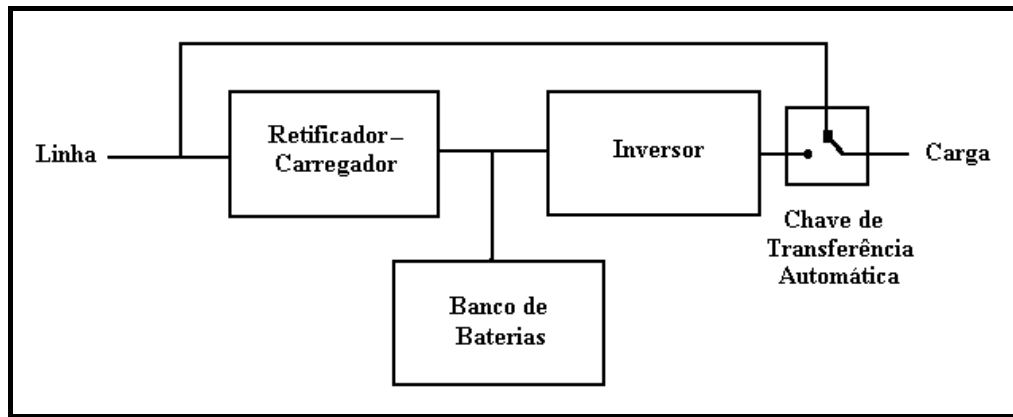 Linha
Retificador–
Carregador
Inversor
Carga
Chave de
Transferência
Automática
Banco de
Baterias